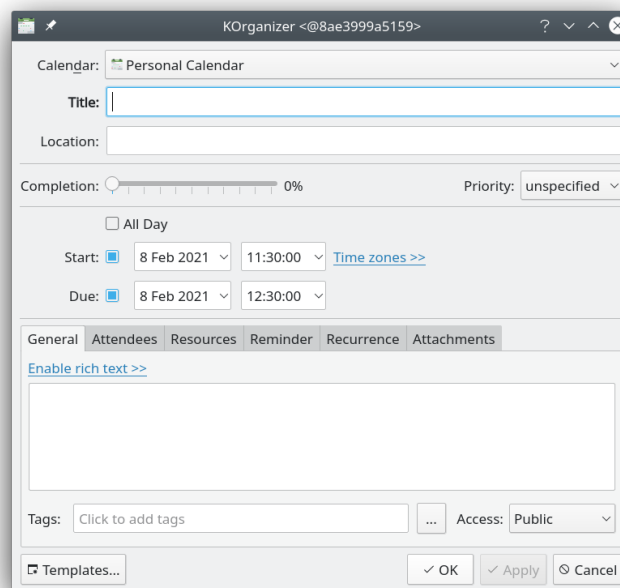 KOrganizer <@8ae3999a5159>
Calendar: Personal Calendar
Title:
Location:
Completion: 0% Priority: unspecified
All Day
Start: 8 Feb 2021 11:30:00 Time zones >>
Due: 8 Feb 2021 12:30:00
General Attendees Resources Reminder Recurrence Attachments
Enable rich text >>
Tags: Click to add tags ... Access: Public
Templates... OK Apply Cancel